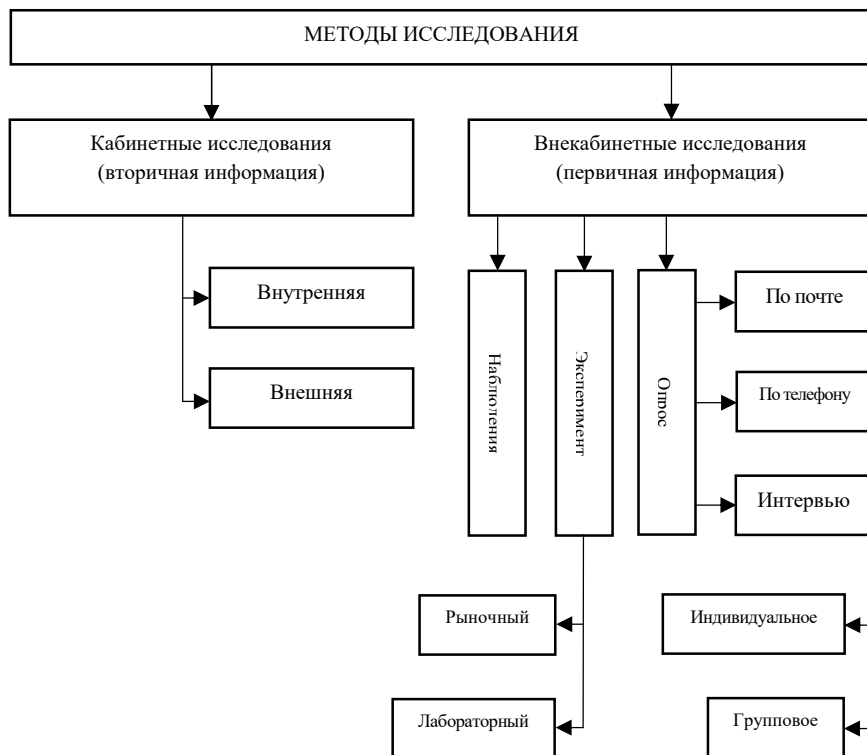 МЕТОДЫ ИССЛЕДОВАНИЯ
Кабинетные исследования
(вторичная информация)
Внекабинетные исследования
(первичная информация)
Внутренняя
Внешняя
Наблюдения
Эксперимент
Опрос
По почте
По телефону
Интервью
Рыночный
Лабораторный
Индивидуальное
Групповое